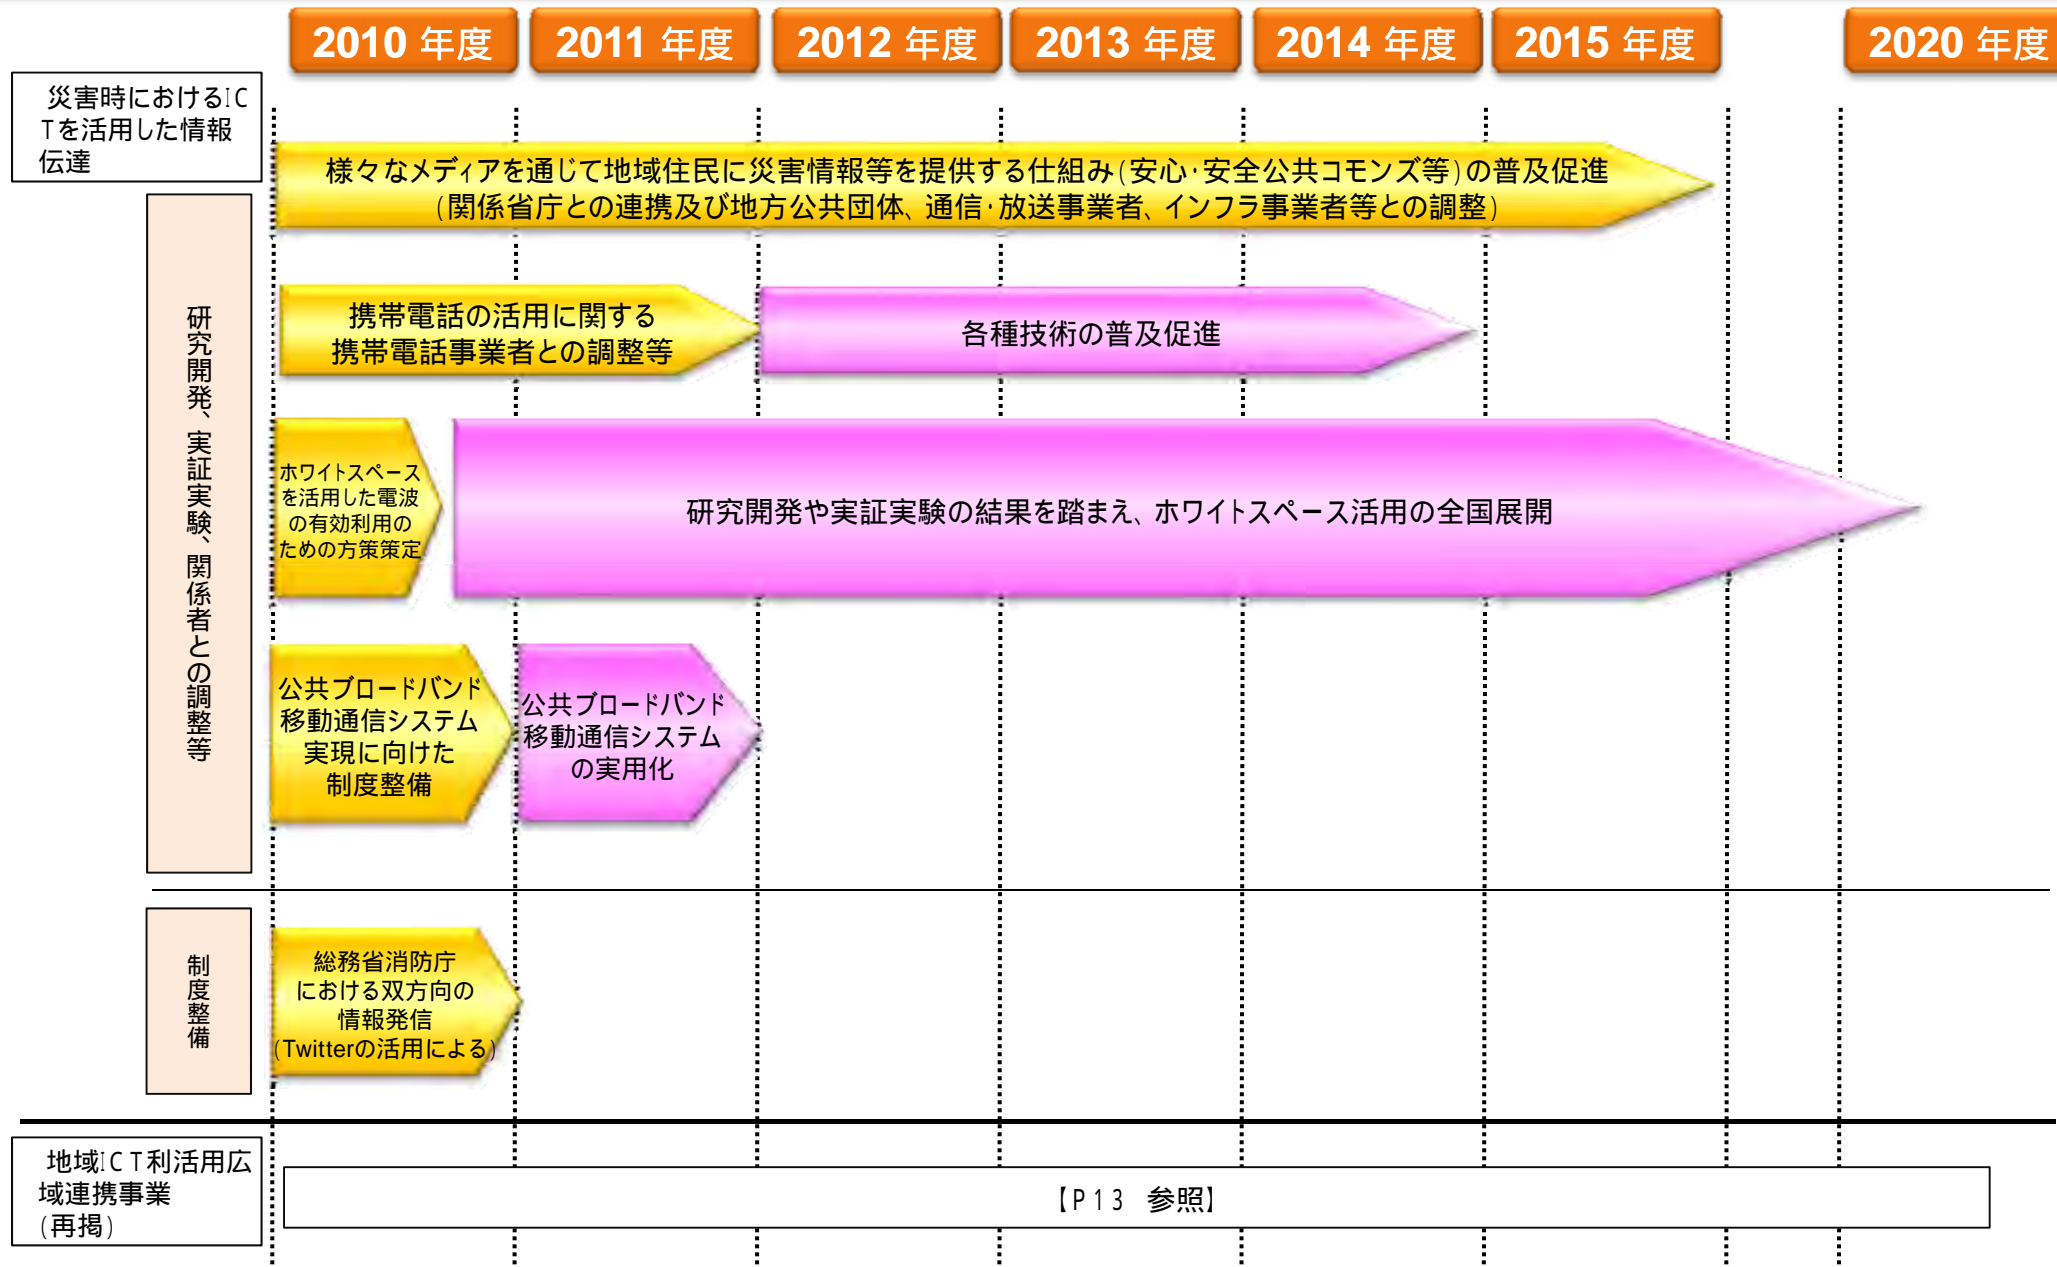 2010 年度
2011 年度
2012 年度
2013 年度
2014 年度
2015 年度
2020 年度
災害時におけるIC
Tを活用した情報
伝達
様々なメディアを通じて地域住民に災害情報等を提供する仕組み(安心・安全公共コモンズ等)の普及促進
(関係省庁との連携及び地方公共団体、通信・放送事業者、インフラ事業者等との調整)
研究開発、実証実験、関係者との調整等
携帯電話の活用に関する
携帯電話事業者との調整等
各種技術の普及促進
ホワイトスペース
を活用した電波
の有効利用の
ための方策策定
研究開発や実証実験の結果を踏まえ、ホワイトスペース活用の全国展開
公共ブロードバンド
移動通信システム
実現に向けた
制度整備
公共ブロードバンド
移動通信システム
の実用化
制度整備
総務省消防庁
における双方向の
情報発信
(Twitterの活用による)
地域ICT利活用広
域連携事業
(再掲)
【P13 参照】